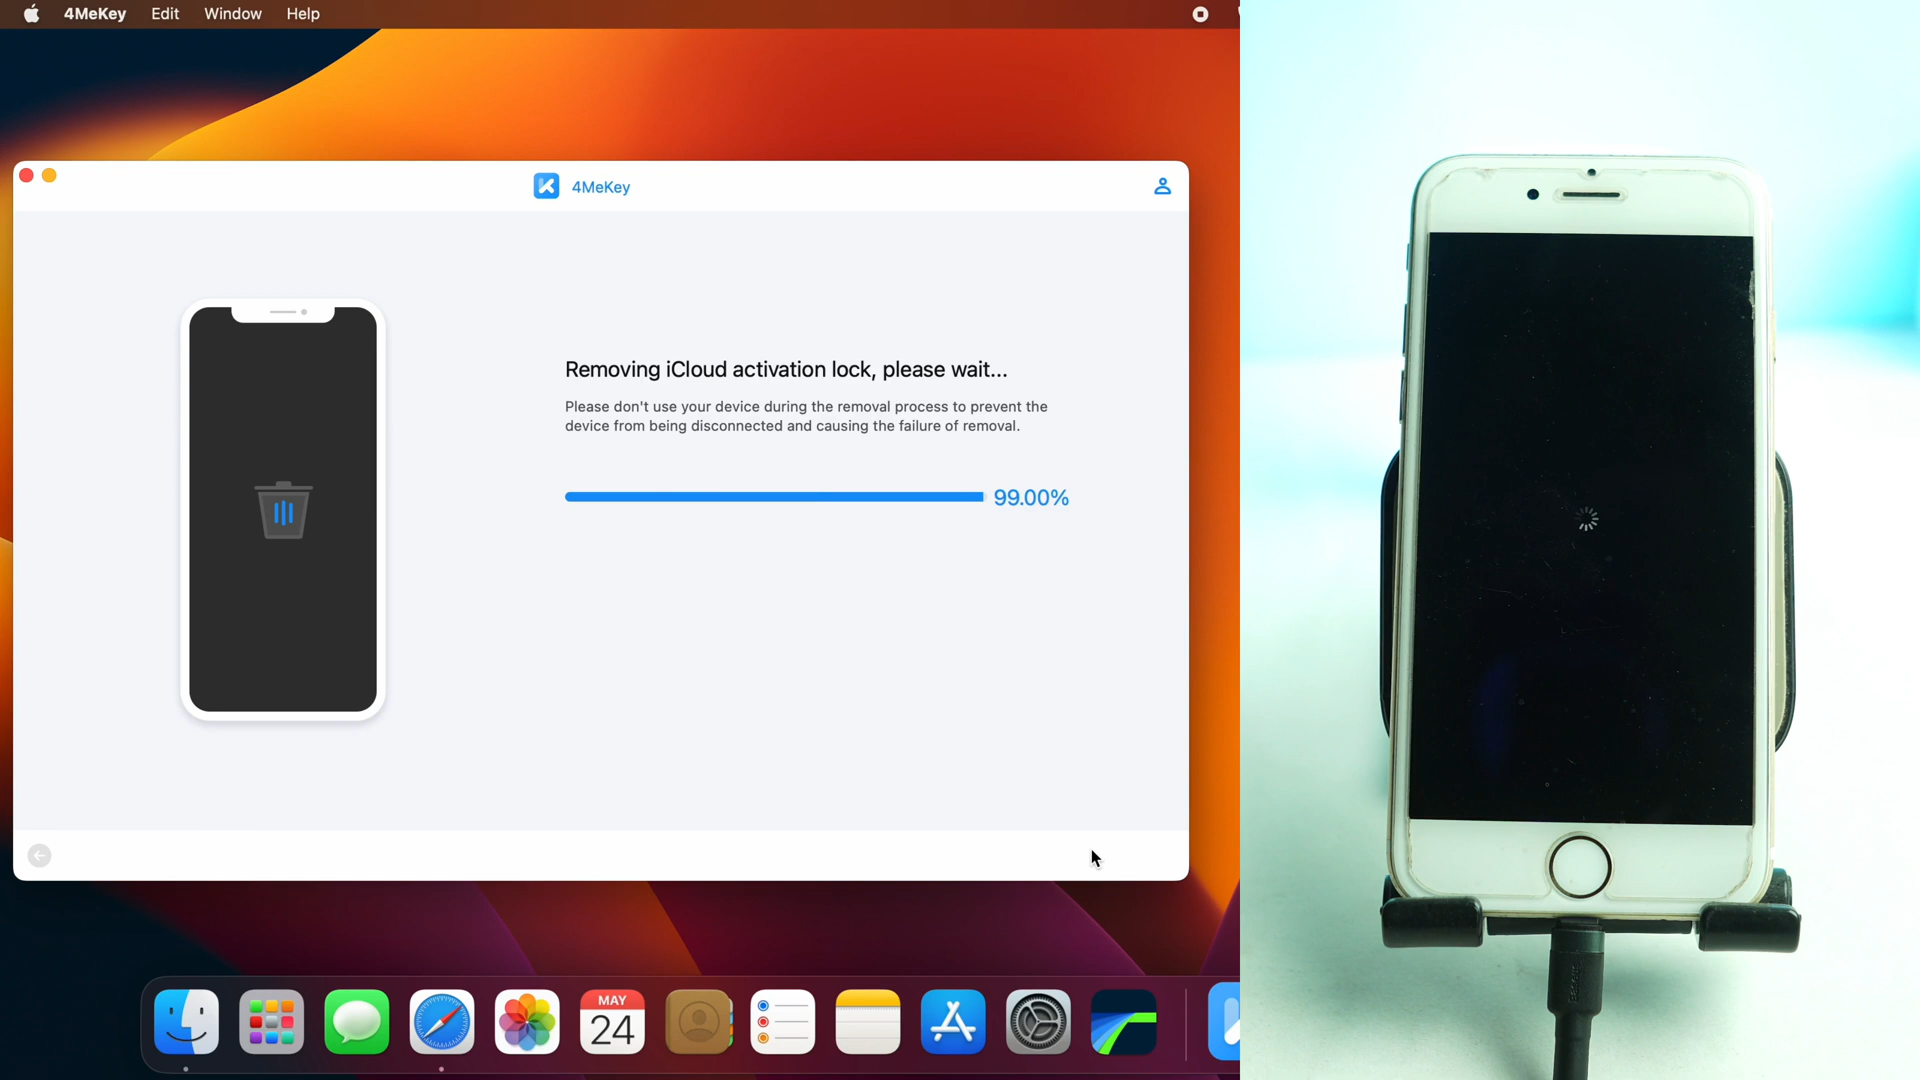 4MeKey Edit Window Help
4MeKey
Removing iCloud activation lock, please wait...
Please don't use your device during the removal process to prevent the
device from being disconnected and causing the failure of removal.
99.00%
MAY
24